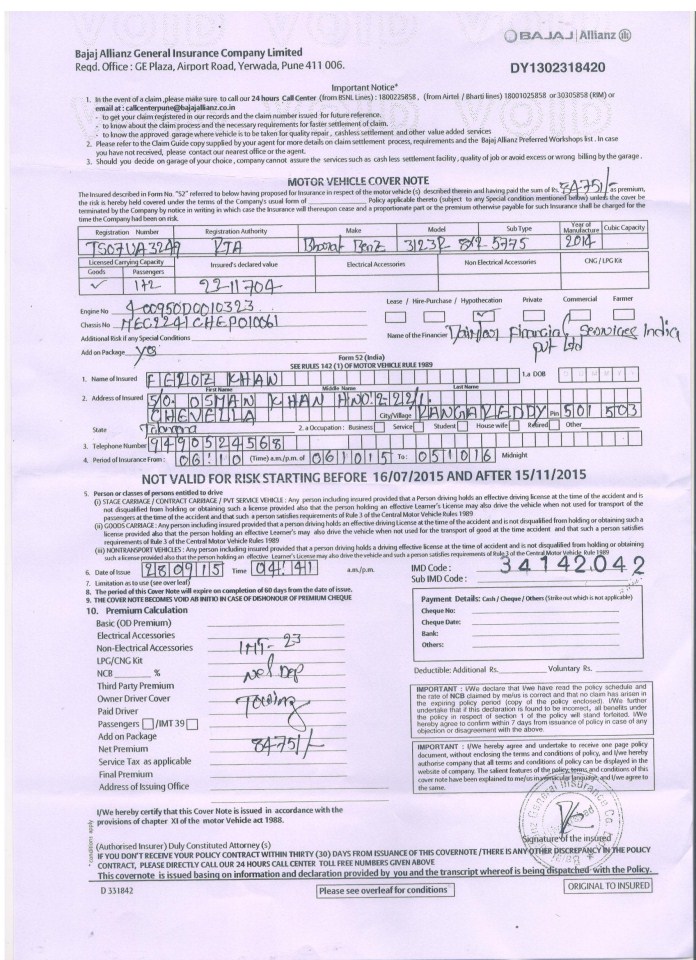 BAJAJ | Allianz
Bajaj Allianz General Insurance Company Limited
Reqd. Office : GE Plaza, Airport Road, Yerwada, Pune 411 006.
DY1302318420
Important Notice*
1. In the event of a claim ,please make sure to call our 24 hours Call Center (from BSNL Lines) : 1800225858, (from Airtel / Bharti lines) 18001025858 or 30305858 (RIM) or
email at : callcenterpune@bajajallianz.co.in
- to get your claim registered in our records and the claim number issued for future reference.
- to know about the claim process and the necessary requirements for faster settlement of claim.
- to know the approved garage where vehicle is to be taken for quality repair , cashless settlement and other value added services
2. Please refer to the Claim Guide copy supplied by your agent for more details on claim settlement process, requirements and the Bajaj Allianz Preferred Workshops list . In case
you have not received, please contact our nearest office or the agent.
3. Should you decide on garage of your choice , company cannot assure the services such as cash less settlement facility , quality of job or avoid excess or wrong billing by the garage .
MOTOR VEHICLE COVER NOTE
The Insured described in Form No. "52" referred to below having proposed for Insurance in respect of the motor vehicle (s) described therein and having paid the sum of Rs. 84751/- as premium,
the risk is hereby held covered under the terms of the Company's usual form of Policy applicable thereto (subject to any Special condition mentioned below) unless the cover be
terminated by the Company by notice in writing in which case the Insurance will thereupon cease and a proportionate part or the premium otherwise payable for such Insurance shall be charged for the
time the Company had been on risk.
Registration Number Registration Authority Make Model Sub Type Year of Manufacture Cubic Capacity
TS07UA3249 RTA Bharat Benz 3123R 8x2 5775 2014
Licensed Carrying Capacity Insured's declared value Electrical Accessories Non Electrical Accessories CNG / LPG Kit
Goods Passengers
1+2 2211704
Lease / Hire-Purchase / Hypothecation Private Commercial Farmer
Engine No 400950D0010323
Chassis No MEC2241CHEP010061
Additional Risk if any Special Conditions
Name of the Financier Daimler Financial Services India
pvt Ltd
Add on Package yes
Form 52 (India)
SEE RULIS 142 (1) OF MOTOR VEHICLE RULE 1989
1. Name of Insured FEROZ KHAN 1.a DOB
First Name Middle Name Last Name
2. Address of Insured S/O. OSMAN KHAN HNO:2-22/1.
CHEVELLA City/Village RANGAREDDY Pin 501503
State 2. a Occupation : Business Service Student House wife Retired Other
3. Telephone Number 9490524568
4. Period of Insurance From : 06:10 (Time) a.m./p.m. of 061015 To : 051016 Midnight
NOT VALID FOR RISK STARTING BEFORE 16/07/2015 AND AFTER 15/11/2015
5. Person or classes of persons entided to drive
(i) STAGE CARRIAGE / CONTRACT CARRIAGE / PVT SERVICE VEHICLE : Any person including insured provided that a Person driving holds an effective driving license at the time of the accident and is
not disqualified from holding or obtaining such a license provided also that the person holding an effective Learner's License may also drive the vehicle when not used for transport of the
passengers at the time of the accident and that such a person satisfies requirements of Rule 3 of the Central Motor Vehicle Rules 1989
(ii) GOODS CARRIAGE : Any person including insured provided that a person driving holds an effective driving License at the time of the accident and is not disqualified from holding or obtaining such a
license provided also that the person holding an effective Learner's may also drive the vehicle when not used for the transport of good at the time accident and that such a person satisfies
requirements of Rule 3 of the Central Motor Vehicle Rules 1989
(iii) NONTRANSPORT VEHICLES : Any person including insured provided that a person driving holds a driving effective license at the time of the accident and is not disqualified from holding or obtaining
such a license provided also that the person holding an effective Learner's License may also drive the vehicle and such a person satisfies requirements of Rule 3 of the Central Motor Vehicle Rule 1989
6. Date of Issue 280915 Time 04:41 a.m./p.m.
IMD Code : 34142042
Sub IMD Code :
7. Limitation as to use (see over leaf)
8. The period of this Cover Note will expire on completion of 60 days from the date of issue.
9. THE COVER NOTE BECOMES VOID AB INITIO IN CASE OF DISHONOUR OF PREMIUM CHEQUE
10. Premium Calculation
Basic (OD Premium)
Electrical Accessories
Non-Electrical Accessories IMT-23
LPG/CNG Kit
NCB % Nel Dep
Third Party Premium
Owner Driver Cover Towing
Paid Driver
Passengers /IMT 39
Add on Package
Net Premium 84751/-
Service Tax as applicable
Final Premium
Address of Issuing Office
Payment Details: Cash / Cheque / Others (Strike out which is not applicable)
Cheque No:
Cheque Date:
Bank:
Others:
Deductible: Additional Rs. Voluntary Rs.
IMPORTANT : I/We declare that I/we have read the policy schedule and
the rate of NCB claimed by me/us is correct and that no claim has arisen in
the expiring policy period (copy of the policy enclosed). I/We further
undertake that if this declaration is found to be incorrect, all benefits under
the policy in respect of section 1 of the policy will stand forfeited. I/We
hereby agree to confirm within 7 days from issuance of policy in case of any
objection or disagreement with the above.
IMPORTANT : I/We hereby agree and undertake to receive one page policy
document, without enclosing the terms and conditions of policy, and I/we hereby
authorise company that all terms and conditions of policy can be displayed in the
website of company. The salient features of the policy, terms and conditions of this
cover note have been explained to me/us in vernicular language, and I/we agree to
the same.
I/We hereby certify that this Cover Note is issued in accordance with the
provisions of chapter XI of the motor Vehicle act 1988.
Signature of the insured
(Authorised Insurer) Duly Constituted Attorney (s)
* conditions apply
IF YOU DON'T RECEIVE YOUR POLICY CONTRACT WITHIN THIRTY (30) DAYS FROM ISSUANCE OF THIS COVERNOTE / THERE IS ANY OTHER DISCREPANCY IN THE POLICY
CONTRACT, PLEASE DIRECTLY CALL OUR 24 HOURS CALL CENTER TOLL FREE NUMBERS GIVEN ABOVE
This covernote is issued basing on information and declaration provided by you and the transcript whereof is being dispatched with the Policy.
D 331842
Please see overleaf for conditions
ORIGINAL TO INSURED